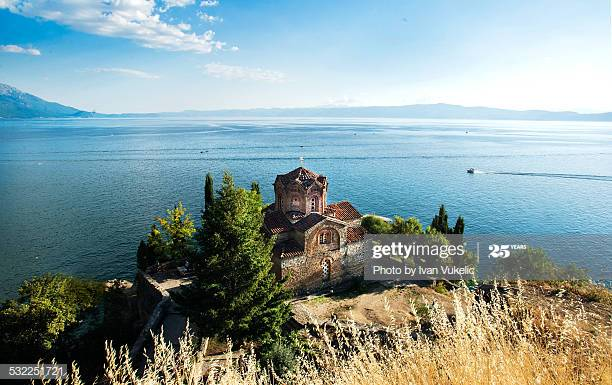 gettyimages 25 YEARS
Photo by Ivan Vukelic
532251721